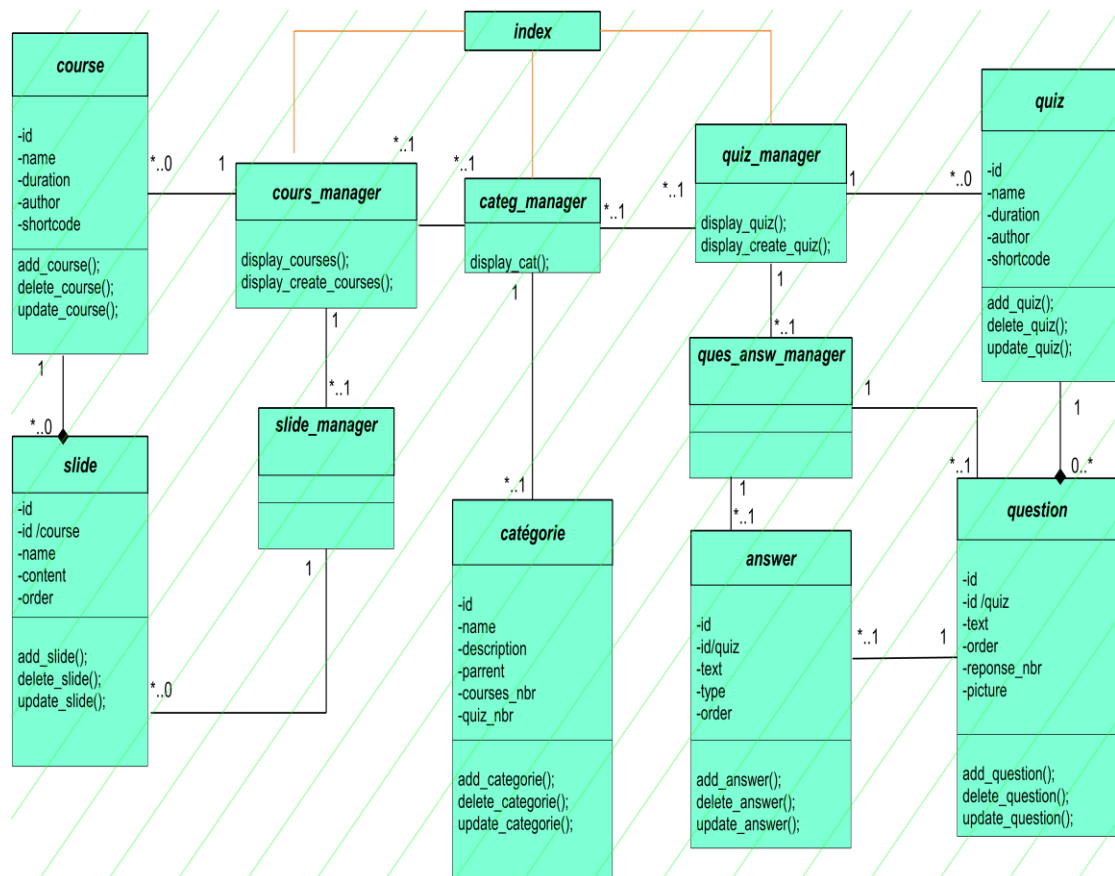 index
course
-id
-name
-duration
-author
-shortcode
add_course();
delete_course();
update_course();
*..0
1
cours_manager
display_courses();
display_create_courses();
*..1
*..1
categ_manager
display_cat();
*..1
*..1
quiz_manager
display_quiz();
display_create_quiz();
1
*..0
quiz
-id
-name
-duration
-author
-shortcode
add_quiz();
delete_quiz();
update_quiz();
1
*..0
slide
-id
-id /course
-name
-content
-order
add_slide();
delete_slide();
update_slide();
*..0
1
*..1
slide_manager
1
1
*..1
catégorie
-id
-name
-description
-parrent
-courses_nbr
-quiz_nbr
add_categorie();
delete_categorie();
update_categorie();
1
*..1
ques_answ_manager
1
*..1
1
*..1
answer
-id
-id/quiz
-text
-type
-order
add_answer();
delete_answer();
update_answer();
*..1
1
1
0..*
question
-id
-id /quiz
-text
-order
-reponse_nbr
-picture
add_question();
delete_question();
update_question();